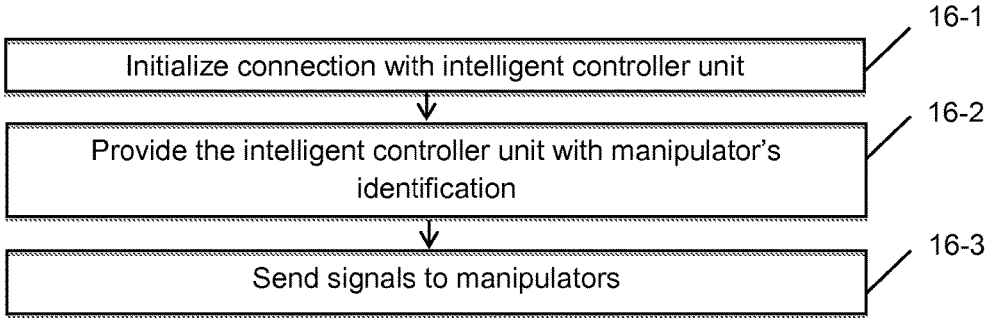 16-1
Initialize connection with intelligent controller unit
16-2
Provide the intelligent controller unit with manipulator's
identification
16-3
Send signals to manipulators